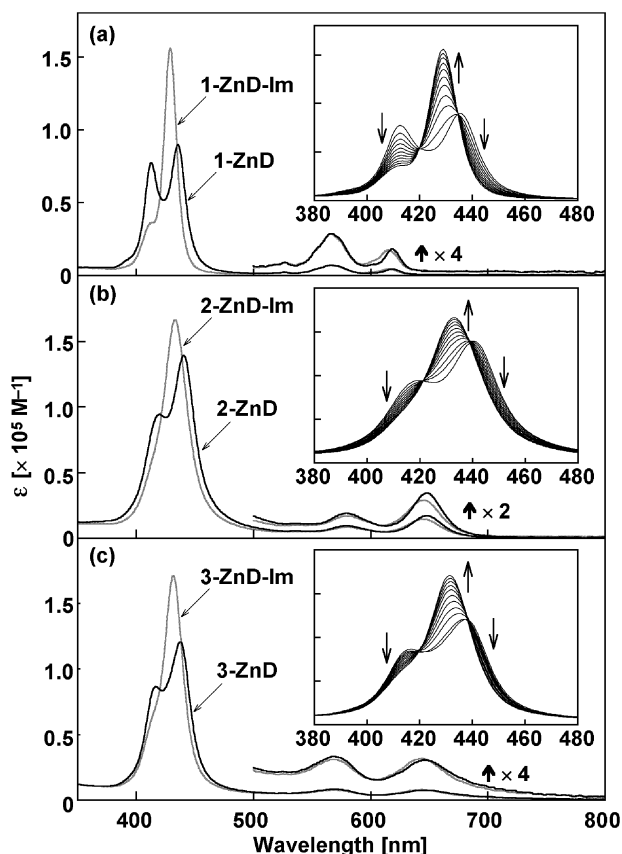 (a)
1.5
1.0
0.5
0
1-ZnD-Im
1-ZnD
380 400 420 440 460 480
↑ × 4
(b)
1.5
1.0
0.5
0
2-ZnD-Im
2-ZnD
380 400 420 440 460 480
↑ × 2
ε [× 10⁵ M⁻¹]
(c)
1.5
1.0
0.5
0
3-ZnD-Im
3-ZnD
380 400 420 440 460 480
↑ × 4
400 500 600 700 800
Wavelength [nm]